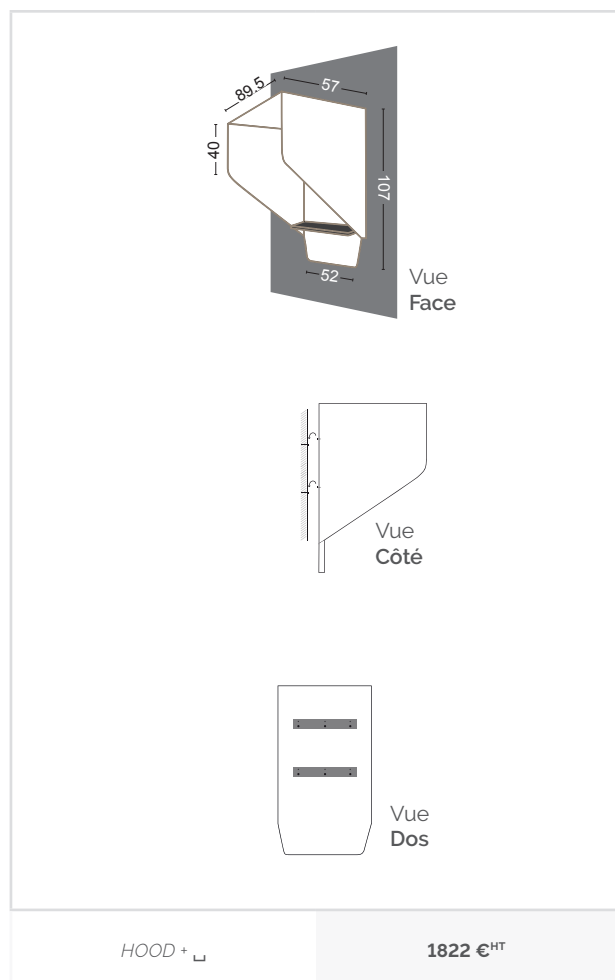 89.5
57
40
107
52
Vue
Face
Vue
Côté
Vue
Dos
HOOD + ⎵
1822 €HT